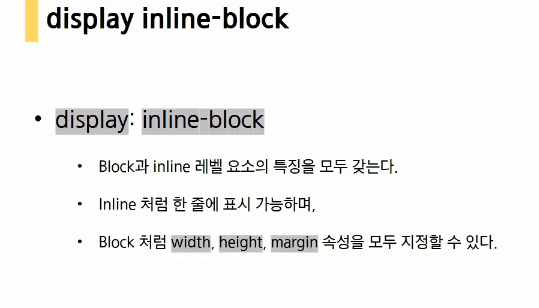 display inline-block
• display: inline-block
• Block과 inline 레벨 요소의 특징을 모두 갖는다.
• Inline 처럼 한 줄에 표시 가능하며,
• Block 처럼 width, height, margin 속성을 모두 지정할 수 있다.